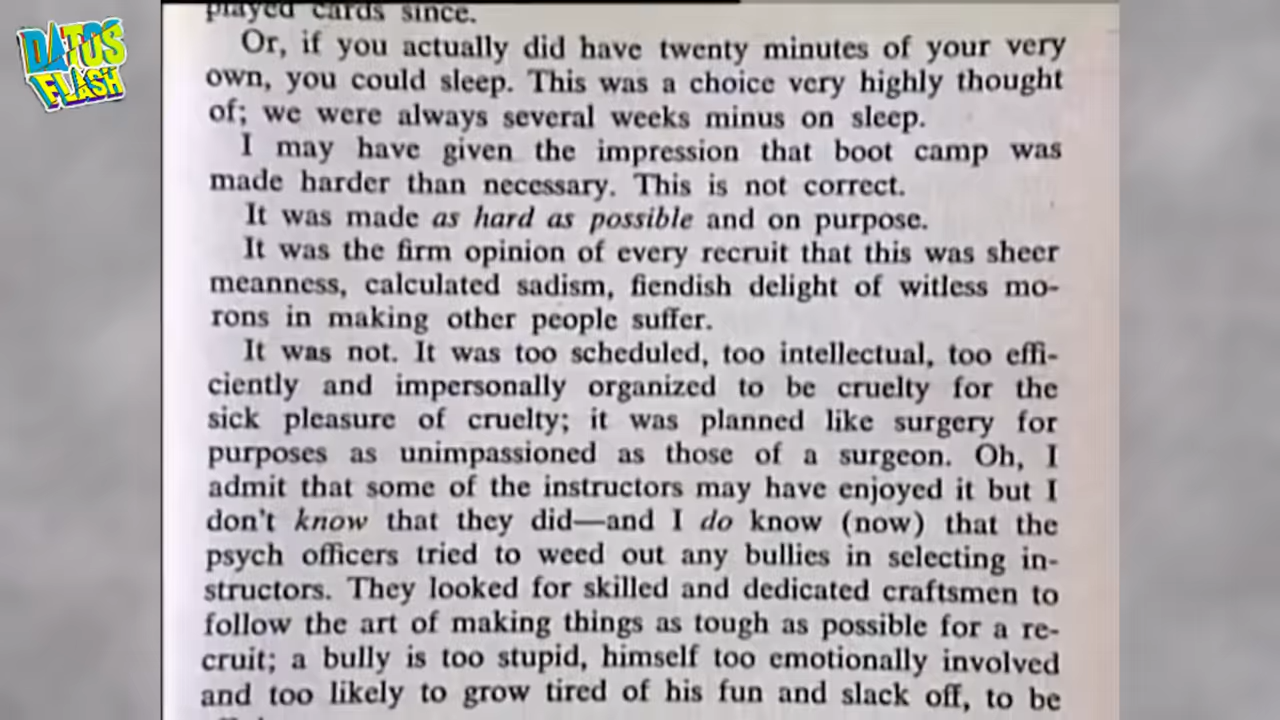 DATOS
FLASH
played cards since.
Or, if you actually did have twenty minutes of your very
own, you could sleep. This was a choice very highly thought
of; we were always several weeks minus on sleep.
I may have given the impression that boot camp was
made harder than necessary. This is not correct.
It was made as hard as possible and on purpose.
It was the firm opinion of every recruit that this was sheer
meanness, calculated sadism, fiendish delight of witless mo-
rons in making other people suffer.
It was not. It was too scheduled, too intellectual, too effi-
ciently and impersonally organized to be cruelty for the
sick pleasure of cruelty; it was planned like surgery for
purposes as unimpassioned as those of a surgeon. Oh, I
admit that some of the instructors may have enjoyed it but I
don't know that they did—and I do know (now) that the
psych officers tried to weed out any bullies in selecting in-
structors. They looked for skilled and dedicated craftsmen to
follow the art of making things as tough as possible for a re-
cruit; a bully is too stupid, himself too emotionally involved
and too likely to grow tired of his fun and slack off, to be